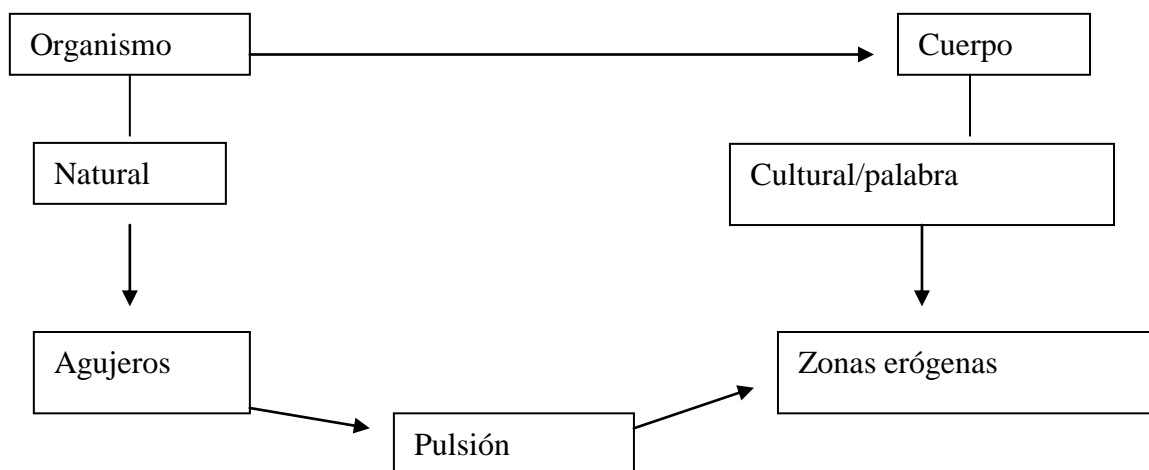 Organismo
Cuerpo
Natural
Cultural/palabra
Agujeros
Zonas erógenas
Pulsión